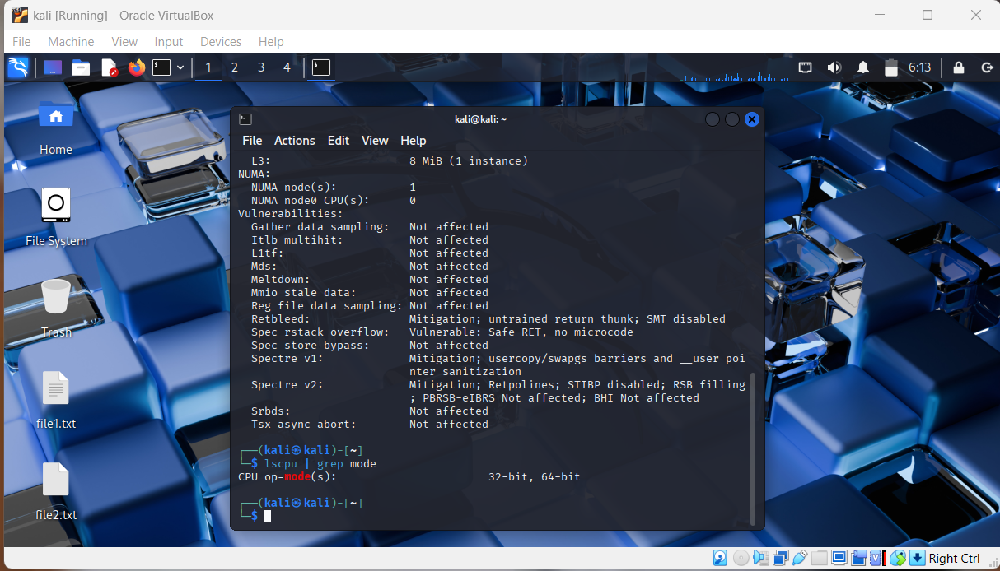 kali [Running] - Oracle VirtualBox
File Machine View Input Devices Help
1 2 3 4 6:13
Home
File System
Trash
file1.txt
file2.txt
kali@kali: ~
File Actions Edit View Help
L3: 8 MiB (1 instance)
NUMA:
NUMA node(s): 1
NUMA node0 CPU(s): 0
Vulnerabilities:
Gather data sampling: Not affected
Itlb multihit: Not affected
L1tf: Not affected
Mds: Not affected
Meltdown: Not affected
Mmio stale data: Not affected
Reg file data sampling: Not affected
Retbleed: Mitigation; untrained return thunk; SMT disabled
Spec rstack overflow: Vulnerable: Safe RET, no microcode
Spec store bypass: Not affected
Spectre v1: Mitigation; usercopy/swapgs barriers and __user poi
nter sanitization
Spectre v2: Mitigation; Retpolines; STIBP disabled; RSB filling
; PBRSB-eIBRS Not affected; BHI Not affected
Srbds: Not affected
Tsx async abort: Not affected
┌──(kali㉿kali)-[~]
└─$ lscpu | grep mode
CPU op-mode(s): 32-bit, 64-bit
┌──(kali㉿kali)-[~]
└─$
Right Ctrl